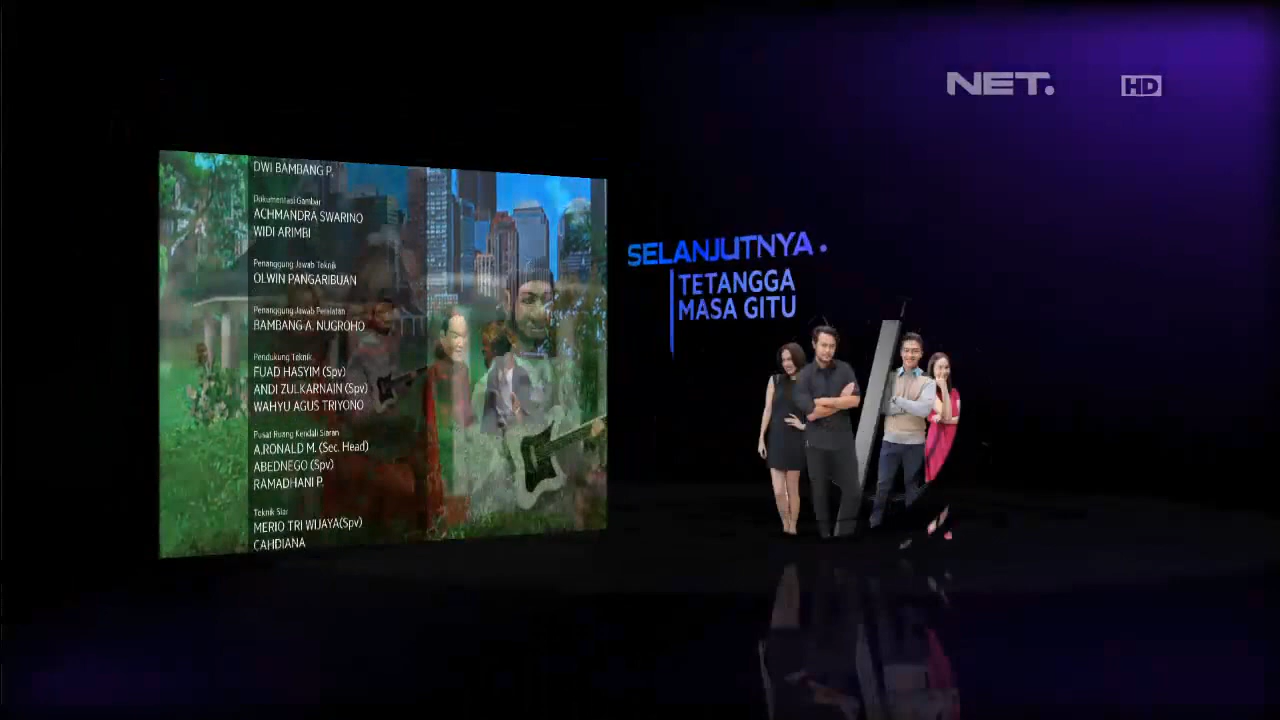 NET.
HD
DWI BAMBANG P.
Dokumentasi Gambar
ACHMANDRA SWARINO
WIDI ARIMBI
Penanggung Jawab Teknik
OLWIN PANGARIBUAN
Penanggung Jawab Peralatan
BAMBANG A. NUGROHO
Pendukung Teknik
FUAD HASYIM (Spv)
ANDI ZULKARNAIN (Spv)
WAHYU AGUS TRIYONO
Pusat Ruang Kendali Siaran
A.RONALD M. (Sec. Head)
ABEDNEGO (Spv)
RAMADHANI P.
Teknik Siar
MERIO TRI WIJAYA(Spv)
CAHDIANA
SELANJUTNYA.
TETANGGA
MASA GITU